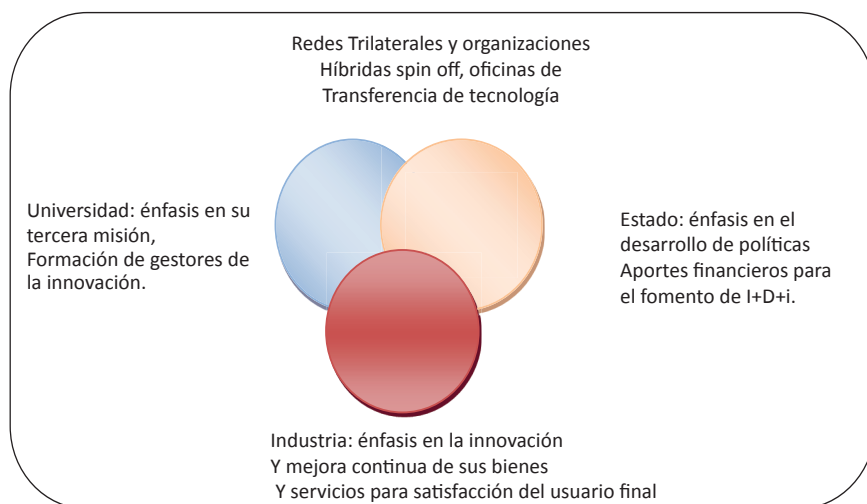 Redes Trilaterales y organizaciones
Híbridas spin off, oficinas de
Transferencia de tecnología
Universidad: énfasis en su
tercera misión,
Formación de gestores de
la innovación.
Estado: énfasis en el
desarrollo de políticas
Aportes financieros para
el fomento de I+D+i.
Industria: énfasis en la innovación
Y mejora continua de sus bienes
Y servicios para satisfacción del usuario final